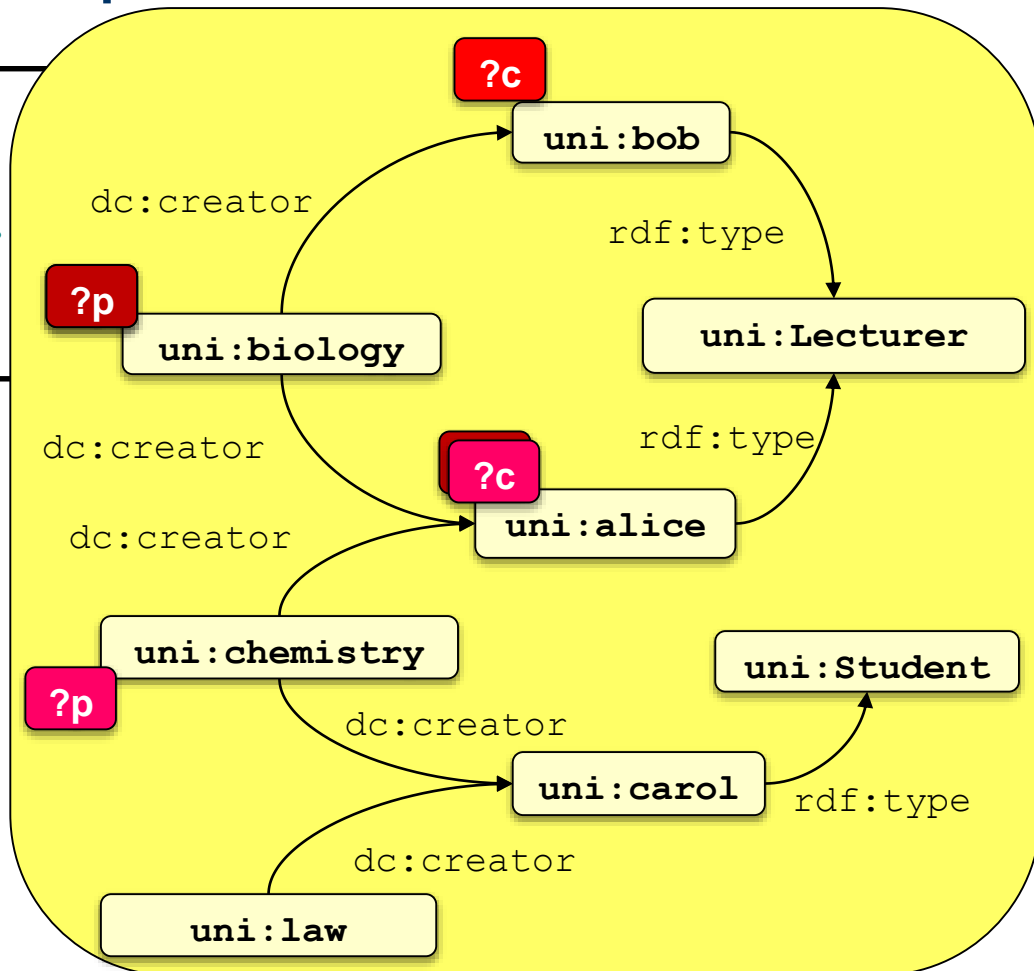 ?c
uni:bob
dc:creator
rdf:type
?p
uni:biology
uni:Lecturer
dc:creator
rdf:type
?c
uni:alice
dc:creator
uni:chemistry
uni:Student
?p
dc:creator
uni:carol
rdf:type
dc:creator
uni:law